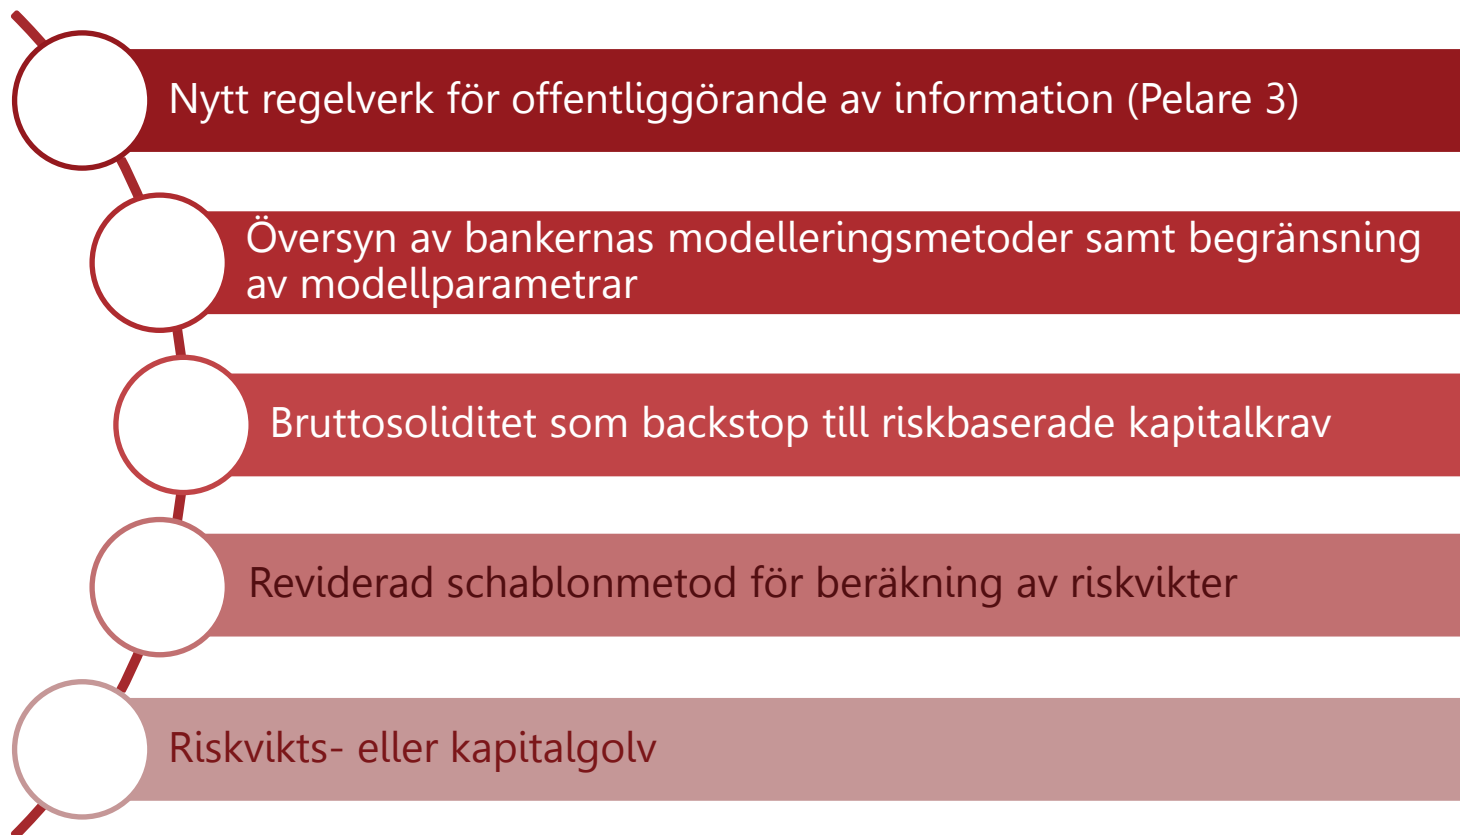 Nytt regelverk för offentliggörande av information (Pelare 3)
Översyn av bankernas modelleringsmetoder samt begränsning
av modellparametrar
Bruttosoliditet som backstop till riskbaserade kapitalkrav
Reviderad schablonmetod för beräkning av riskvikter
Riskvikts- eller kapitalgolv